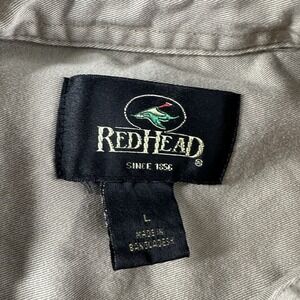 REDHEAD®
SINCE 1856
L
MADE IN
BANGLADESH